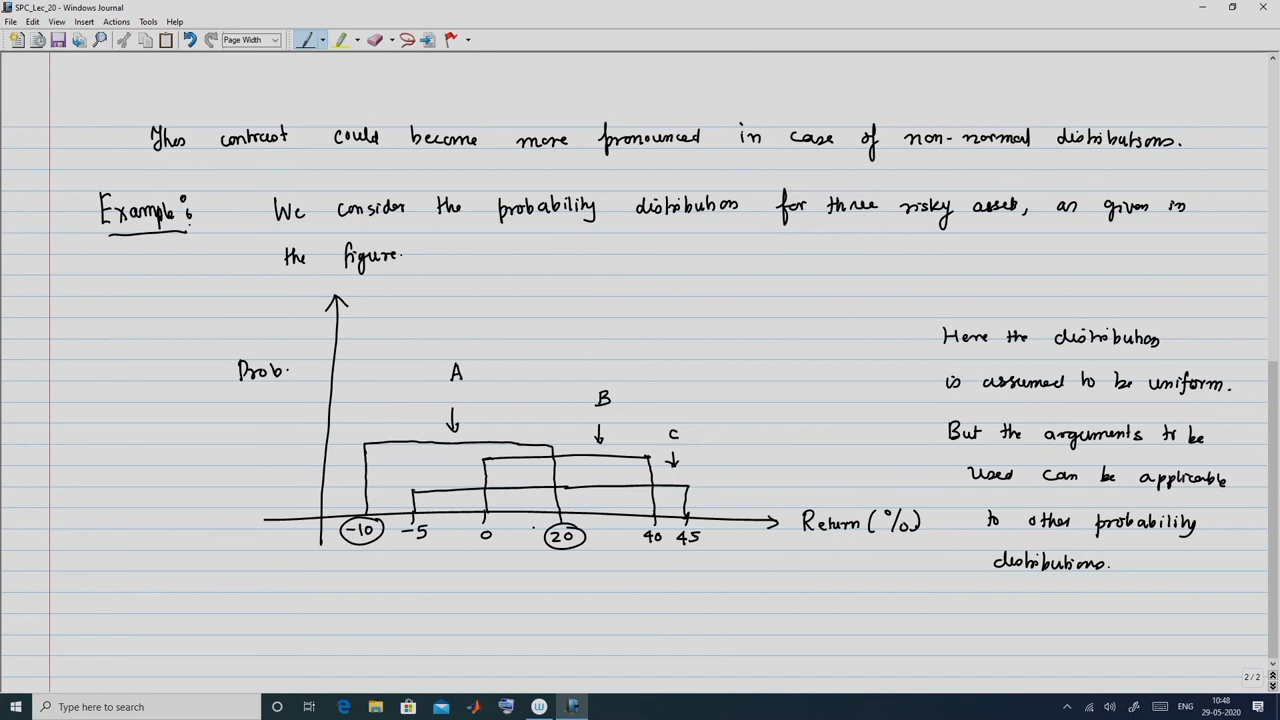 SPC_Lec_20 - Windows Journal
File Edit View Insert Actions Tools Help
Page Width
This contrast could become more pronounced in case of non-normal distributions.
Example: We consider the probability distribution for three risky asset, as given in
the figure.
Prob.
A
B
C
-10 -5 0 20 40 45
Return (%)
Here the distribution
is assumed to be uniform.
But the arguments to be
used can be applicable
to other probability
distributions.
2 / 2
Type here to search
ENG
10:48
29-05-2020